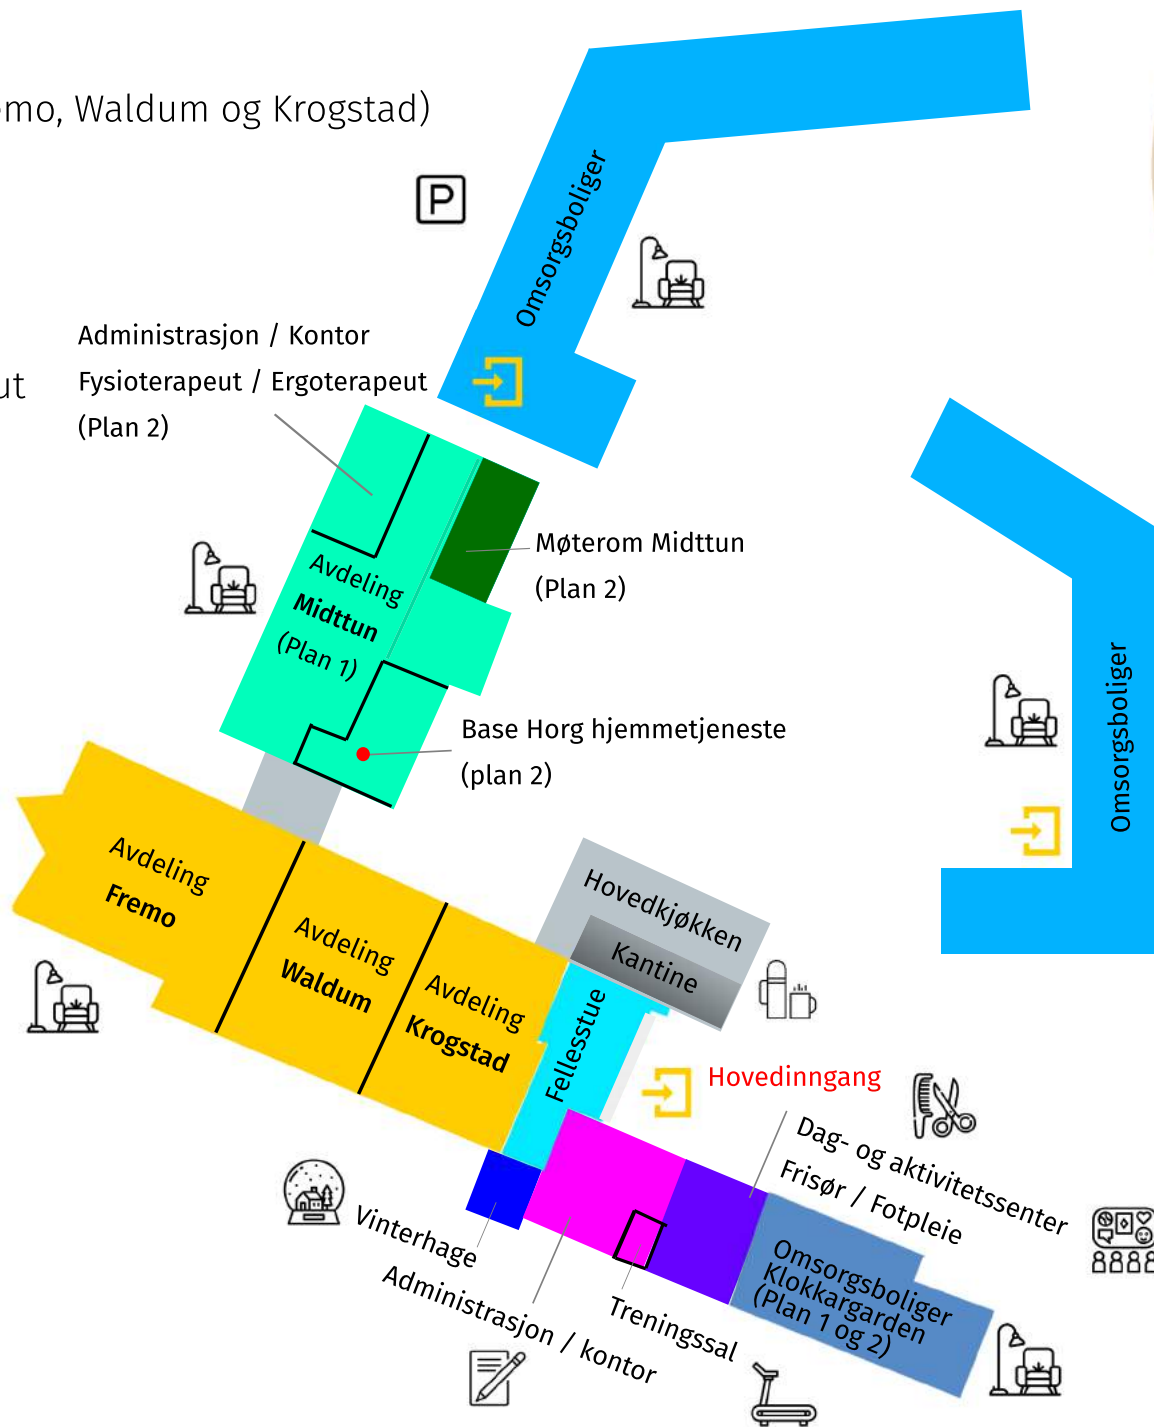 emo, Waldum og Krogstad)
P
Omsorgsboliger
Administrasjon / Kontor
Fysioterapeut / Ergoterapeut
(Plan 2)
ut
Avdeling
Midttun
(Plan 1)
Møterom Midttun
(Plan 2)
Omsorgsboliger
Base Horg hjemmetjeneste
(plan 2)
Avdeling
Fremo
Avdeling
Waldum
Avdeling
Krogstad
Hovedkjøkken
Kantine
Fellesstue
Hovedinngang
Dag- og aktivitetssenter
Frisør / Fotpleie
Vinterhage
Administrasjon / kontor
Treningssal
Omsorgsboliger
Klokkargarden
(Plan 1 og 2)